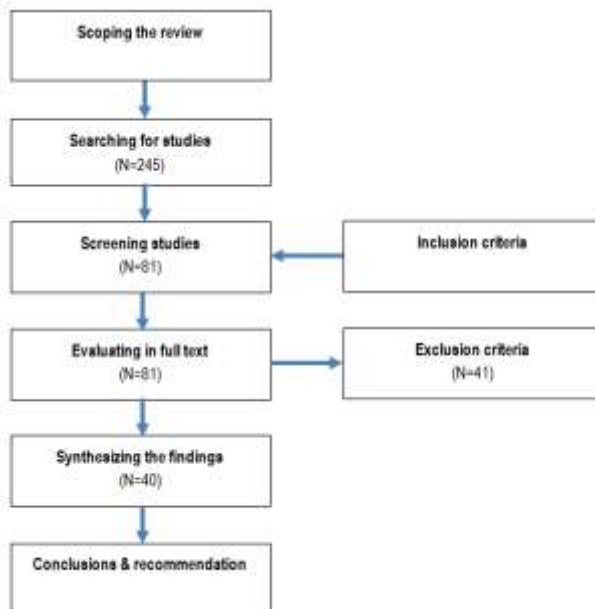 Scoping the review
Searching for studies
(N=245)
Screening studies
(N=81)
Inclusion criteria
Evaluating in full text
(N=81)
Exclusion criteria
(N=41)
Synthesizing the findings
(N=40)
Conclusions & recommendation